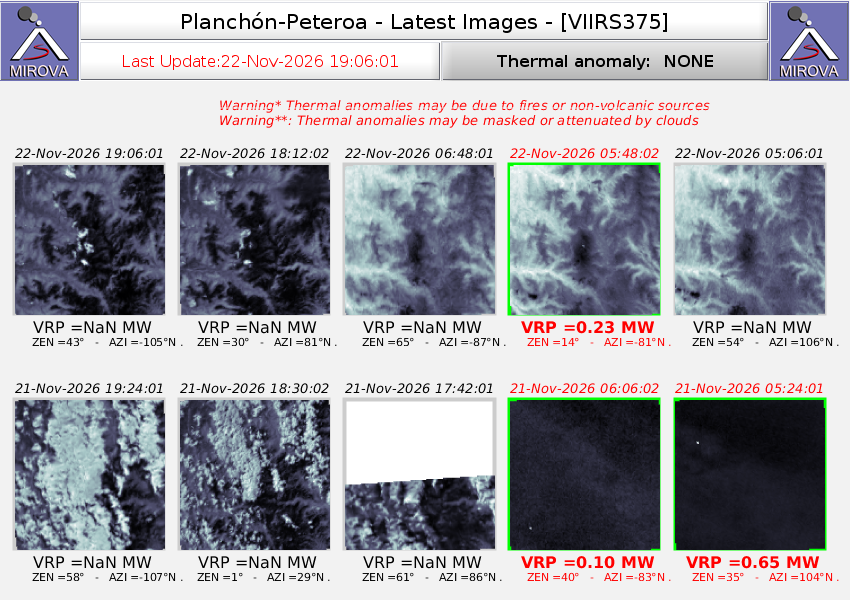 Planchón-Peteroa - Latest Images - [VIIRS375]
MIROVA
Last Update:22-Nov-2026 19:06:01
Thermal anomaly: NONE
MIROVA
Warning* Thermal anomalies may be due to fires or non-volcanic sources
Warning**: Thermal anomalies may be masked or attenuated by clouds
22-Nov-2026 19:06:01 22-Nov-2026 18:12:02 22-Nov-2026 06:48:01 22-Nov-2026 05:48:02 22-Nov-2026 05:06:01
VRP =NaN MW VRP =NaN MW VRP =NaN MW VRP =0.23 MW VRP =NaN MW
ZEN =43° - AZI =-105°N . ZEN =30° - AZI =81°N . ZEN =65° - AZI =-87°N . ZEN =14° - AZI =-81°N . ZEN =54° - AZI =106°N .
21-Nov-2026 19:24:01 21-Nov-2026 18:30:02 21-Nov-2026 17:42:01 21-Nov-2026 06:06:02 21-Nov-2026 05:24:01
VRP =NaN MW VRP =NaN MW VRP =NaN MW VRP =0.10 MW VRP =0.65 MW
ZEN =58° - AZI =-107°N . ZEN =1° - AZI =29°N . ZEN =61° - AZI =86°N . ZEN =40° - AZI =-83°N . ZEN =35° - AZI =104°N .